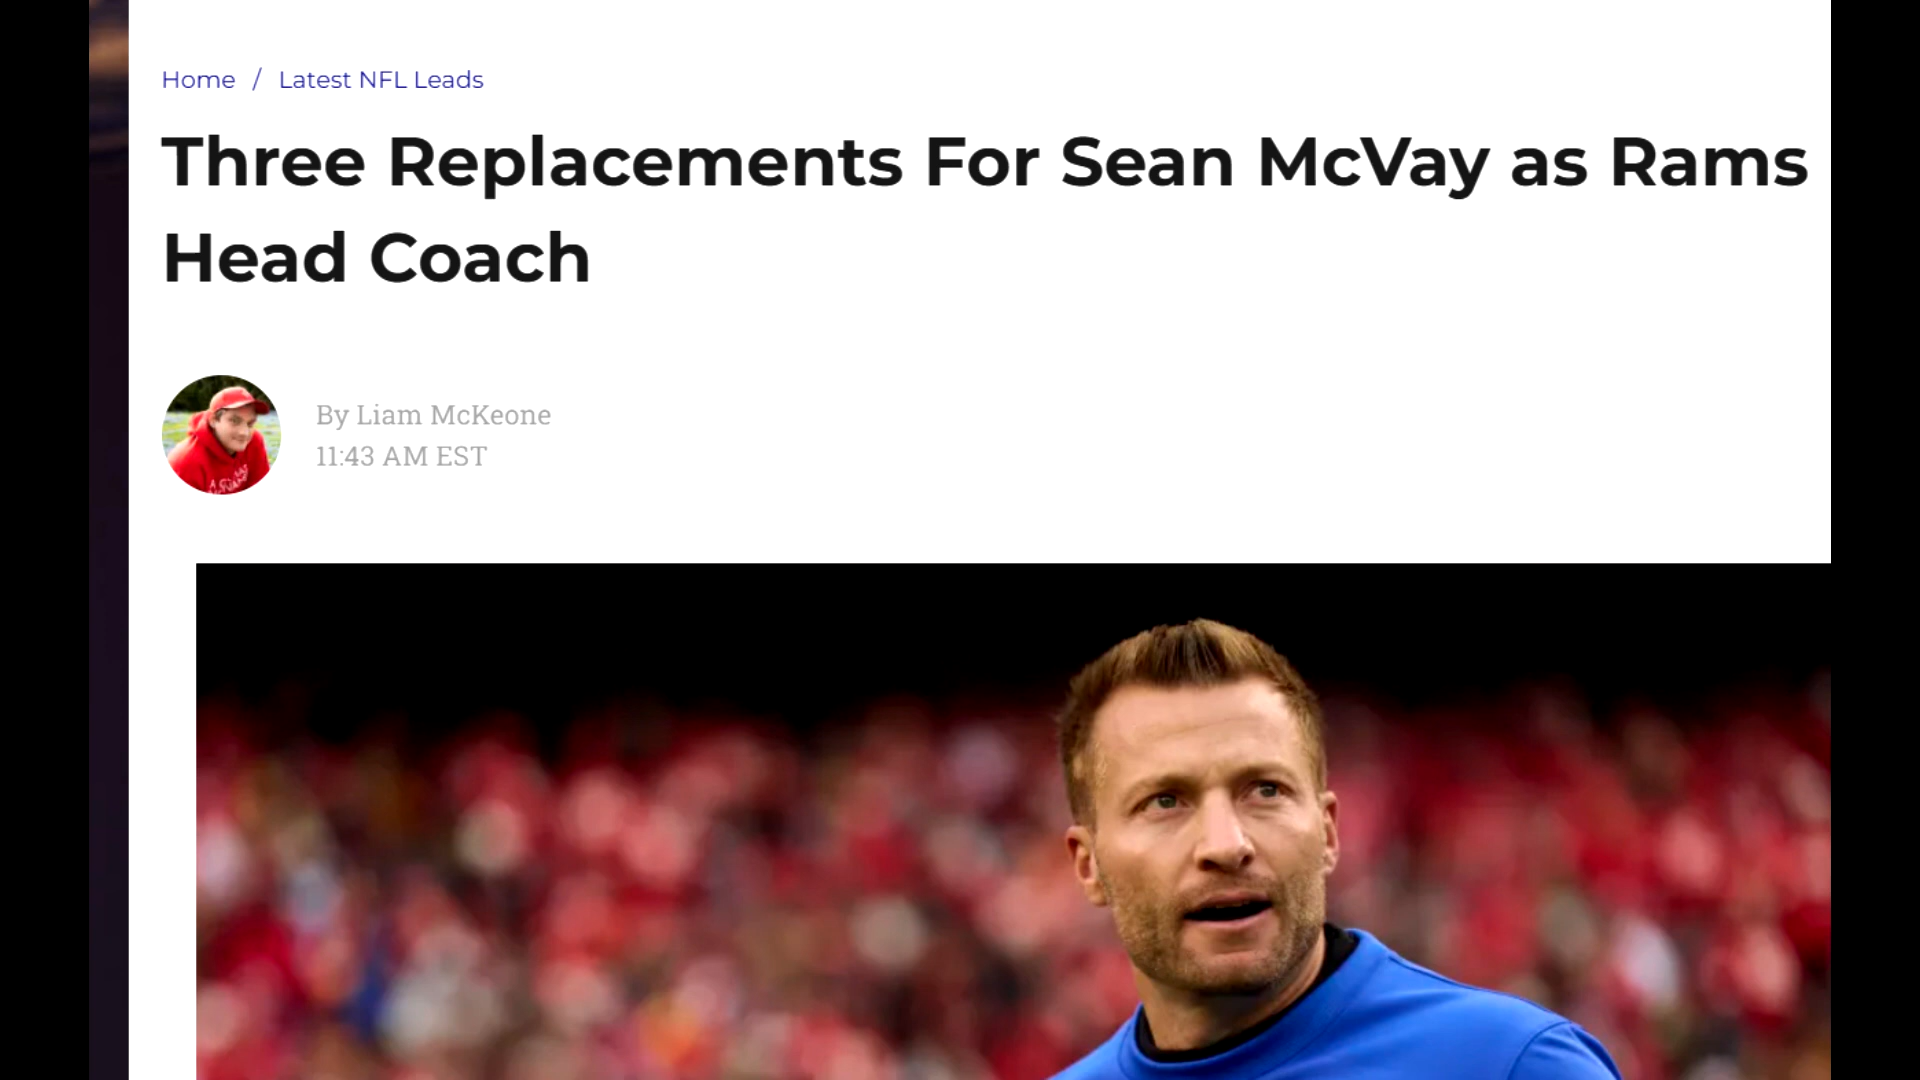 Home / Latest NFL Leads
Three Replacements For Sean McVay as Rams
Head Coach
By Liam McKeone
11:43 AM EST